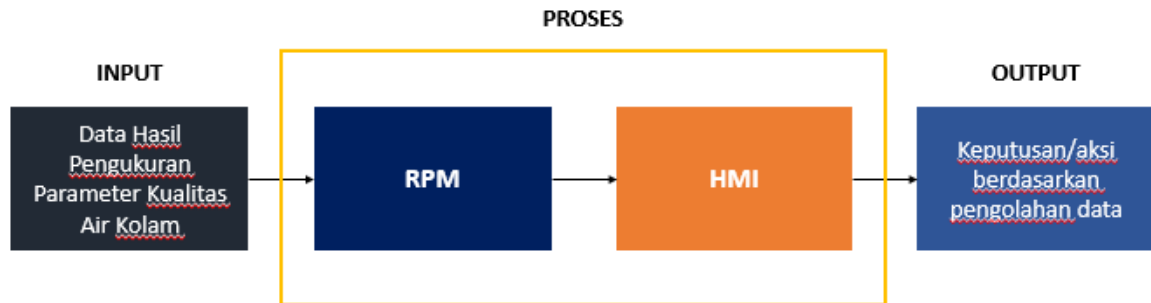 PROSES
INPUT
OUTPUT
Data Hasil
Pengukuran
Parameter Kualitas
Air Kolam
RPM
HMI
Keputusan/aksi
berdasarkan
pengolahan data